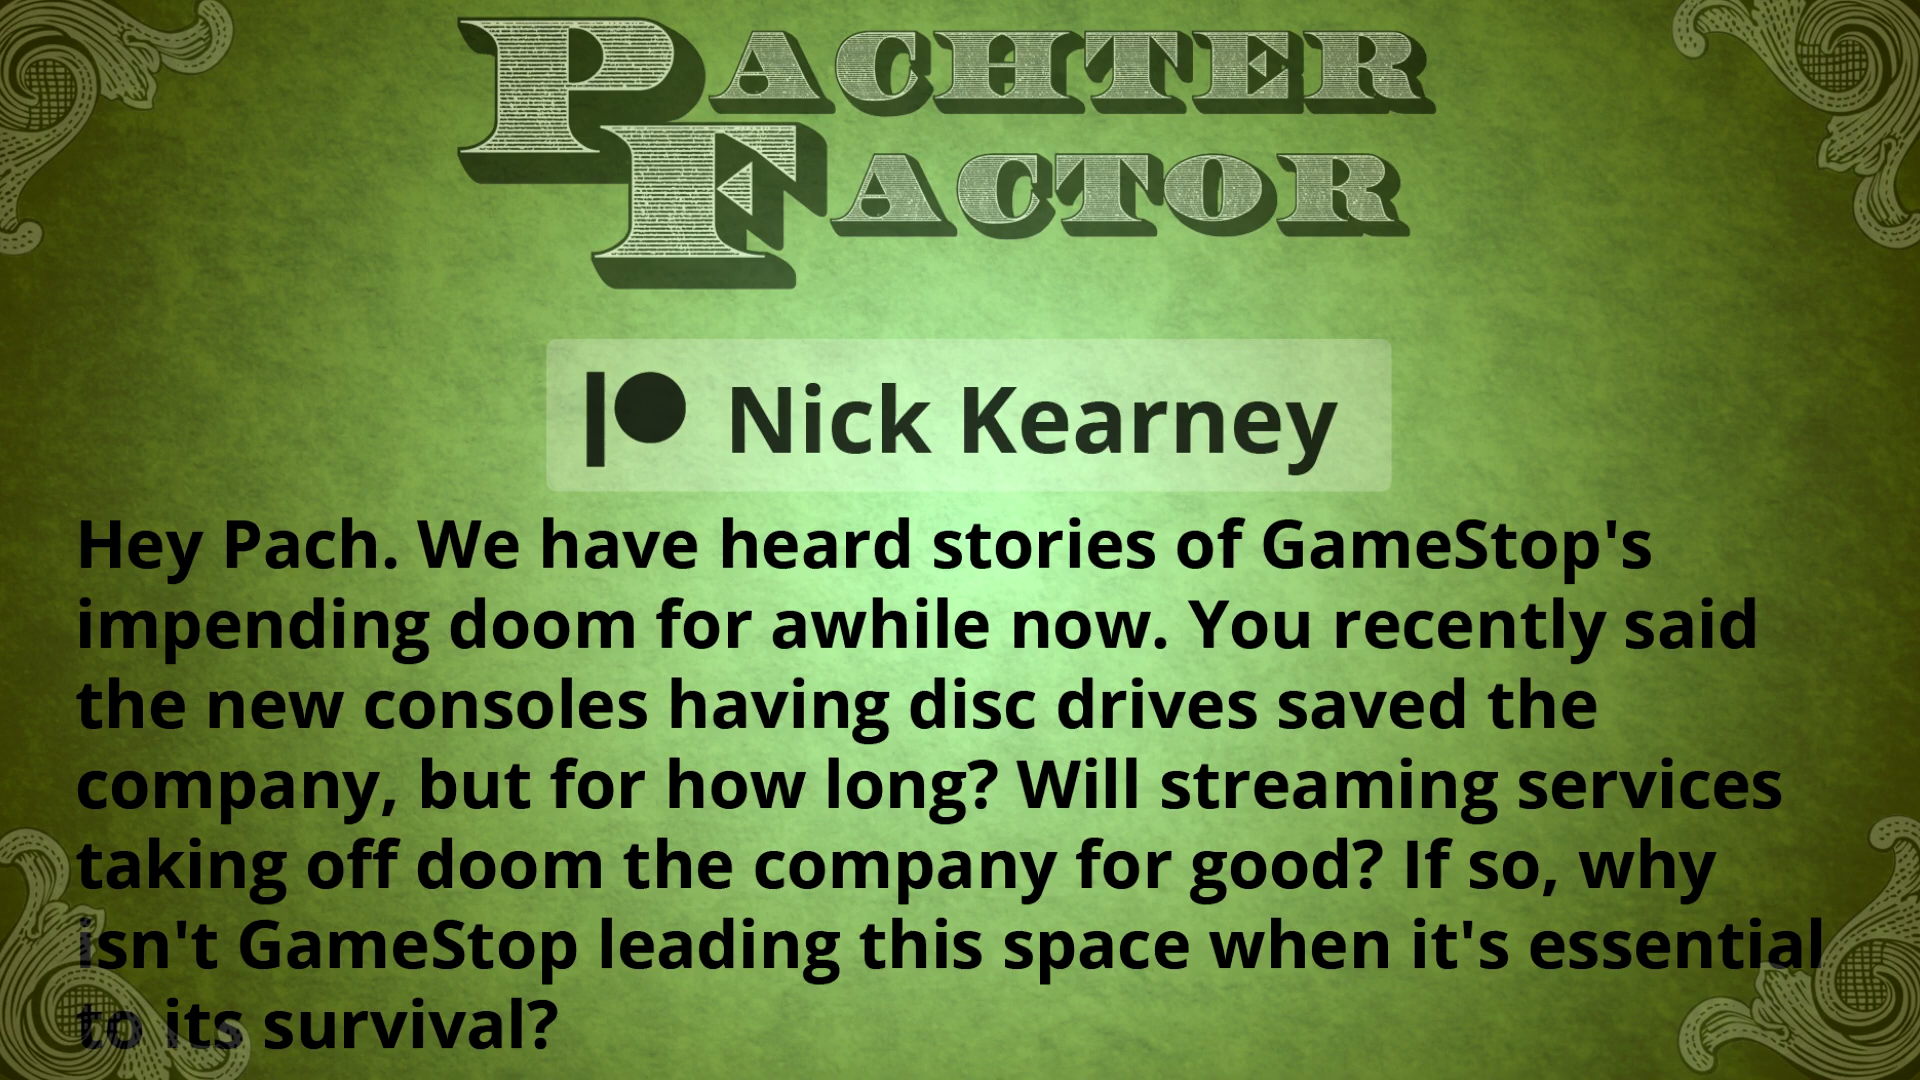 PACHTER
FACTOR
Nick Kearney
Hey Pach. We have heard stories of GameStop's
impending doom for awhile now. You recently said
the new consoles having disc drives saved the
company, but for how long? Will streaming services
taking off doom the company for good? If so, why
isn't GameStop leading this space when it's essential
to its survival?